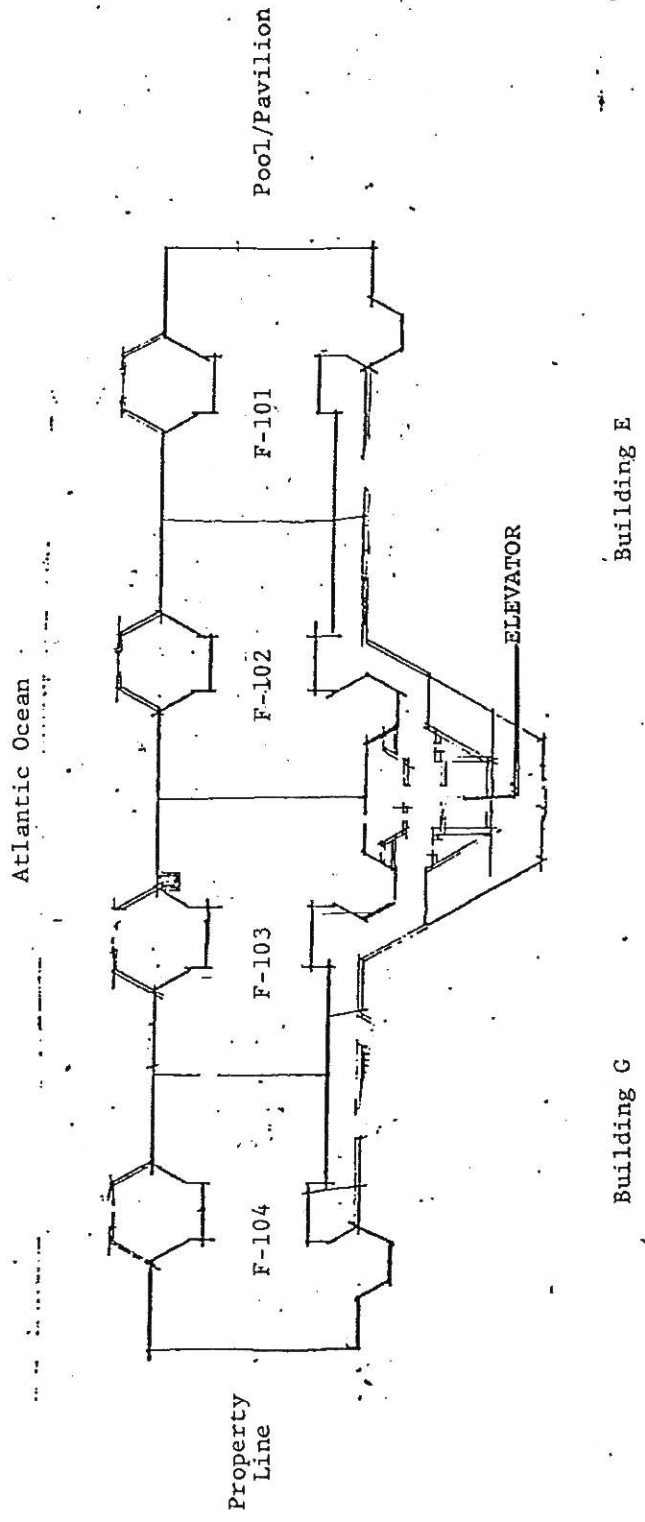 Atlantic Ocean
Property
Line
F-104
F-103
F-102
F-101
Pool/Pavilion
ELEVATOR
Building G
Building E